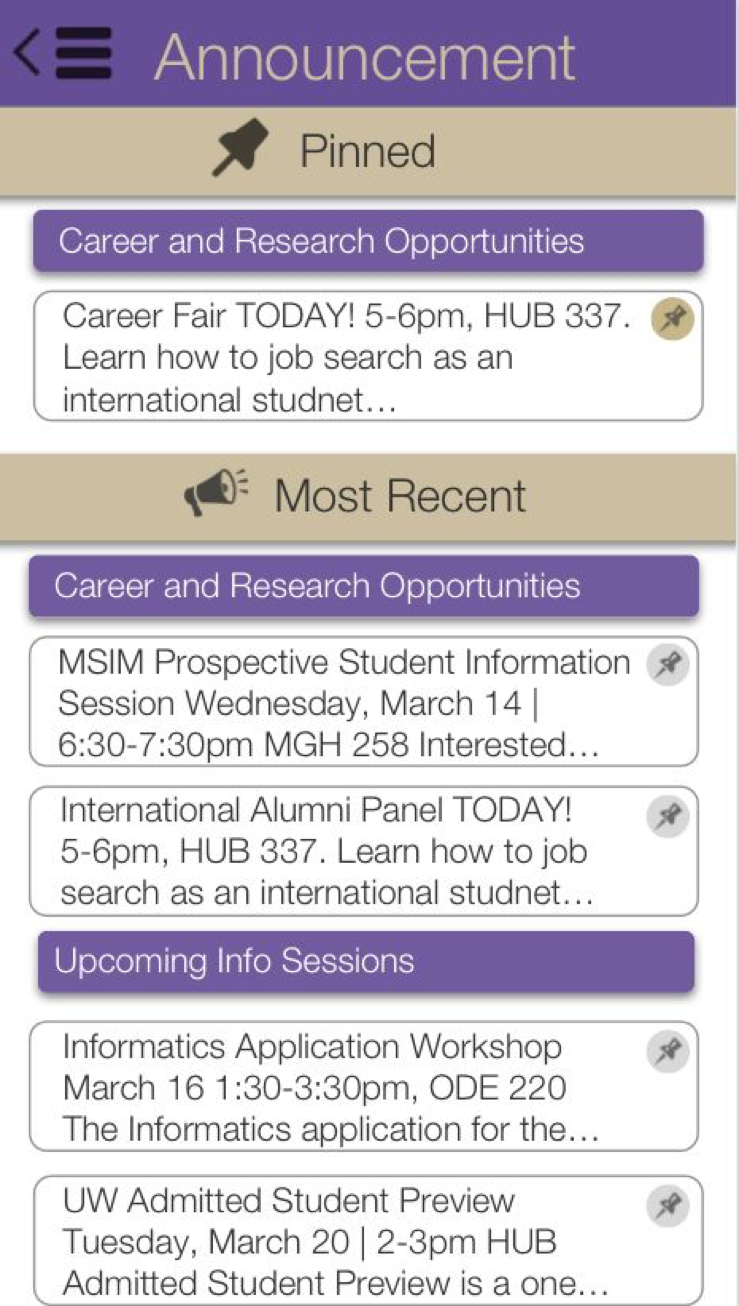 Announcement
Pinned
Career and Research Opportunities
Career Fair TODAY! 5-6pm, HUB 337.
Learn how to job search as an
international studnet...
Most Recent
Career and Research Opportunities
MSIM Prospective Student Information
Session Wednesday, March 14 |
6:30-7:30pm MGH 258 Interested...
International Alumni Panel TODAY!
5-6pm, HUB 337. Learn how to job
search as an international studnet...
Upcoming Info Sessions
Informatics Application Workshop
March 16 1:30-3:30pm, ODE 220
The Informatics application for the...
UW Admitted Student Preview
Tuesday, March 20 | 2-3pm HUB
Admitted Student Preview is a one...